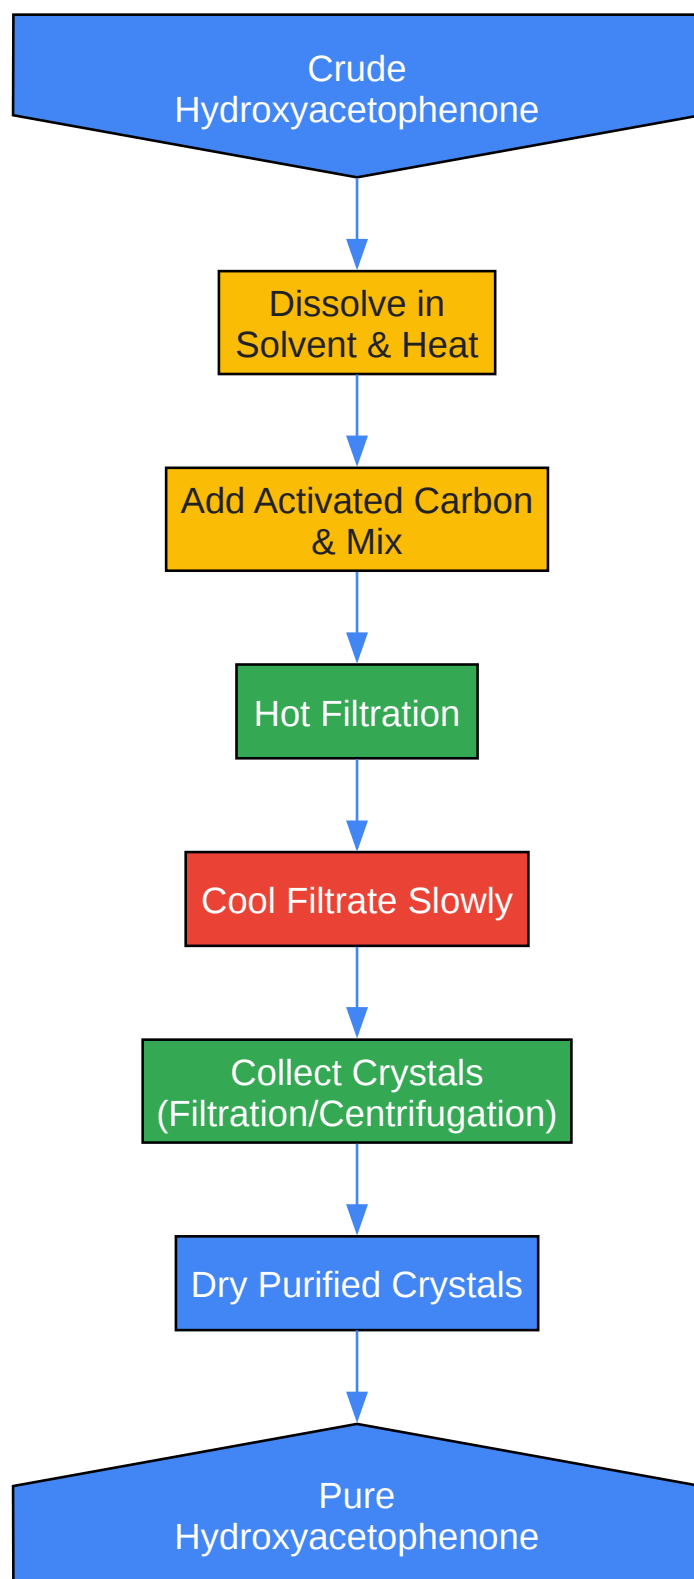 Crude
Hydroxyacetophenone
Dissolve in
Solvent & Heat
Add Activated Carbon
& Mix
Hot Filtration
Cool Filtrate Slowly
Collect Crystals
(Filtration/Centrifugation)
Dry Purified Crystals
Pure
Hydroxyacetophenone